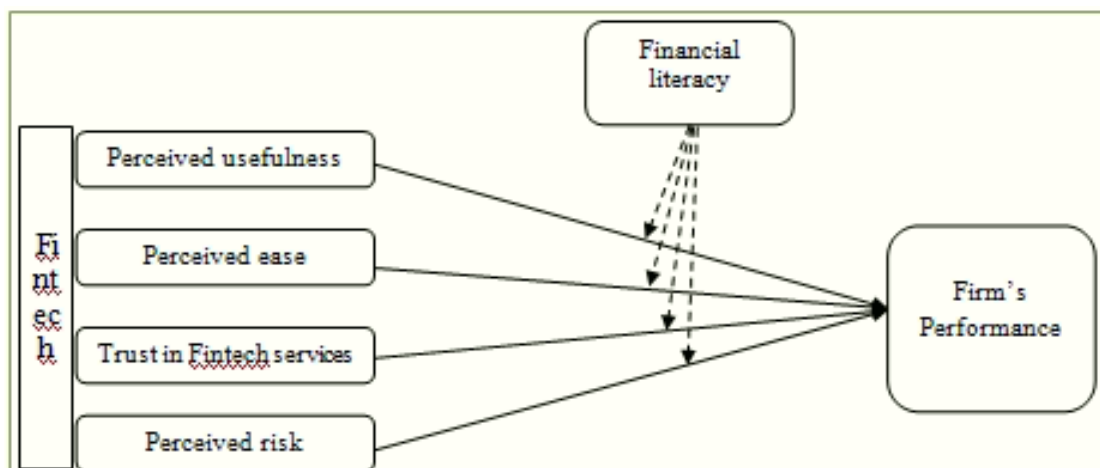 Financial
literacy
Perceived usefulness
Fi
nt
ec
h
Perceived ease
Trust in Fintech services
Perceived risk
Firm's
Performance